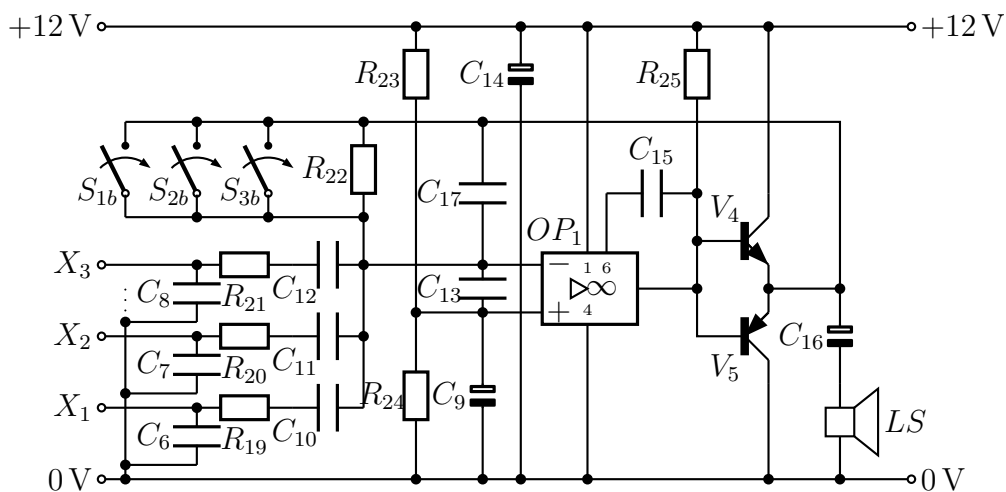 +12 V
+12 V
R23
C14
R25
C15
R22
S1b
S2b
S3b
C17
V4
OP1
X3
− 1 6
▷∞
C8
R21
C12
C13
+ 4
X2
C16
C7
R20
C11
V5
R24
C9
X1
LS
C6
R19
C10
0 V
0 V